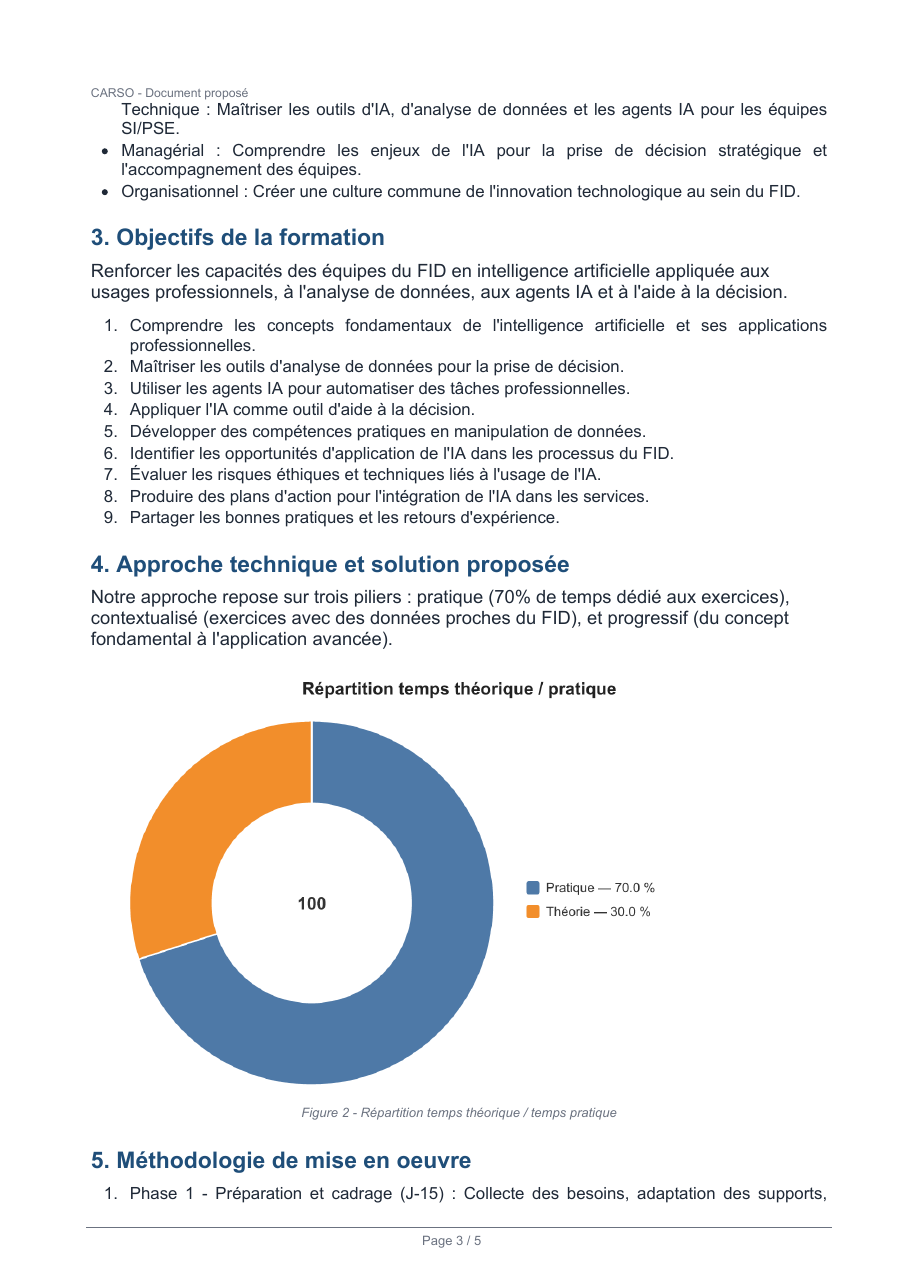 CARSO - Document proposé
Technique : Maîtriser les outils d'IA, d'analyse de données et les agents IA pour les équipes
SI/PSE.
• Managérial : Comprendre les enjeux de l'IA pour la prise de décision stratégique et
l'accompagnement des équipes.
• Organisationnel : Créer une culture commune de l'innovation technologique au sein du FID.
3. Objectifs de la formation
Renforcer les capacités des équipes du FID en intelligence artificielle appliquée aux
usages professionnels, à l'analyse de données, aux agents IA et à l'aide à la décision.
1. Comprendre les concepts fondamentaux de l'intelligence artificielle et ses applications
professionnelles.
2. Maîtriser les outils d'analyse de données pour la prise de décision.
3. Utiliser les agents IA pour automatiser des tâches professionnelles.
4. Appliquer l'IA comme outil d'aide à la décision.
5. Développer des compétences pratiques en manipulation de données.
6. Identifier les opportunités d'application de l'IA dans les processus du FID.
7. Évaluer les risques éthiques et techniques liés à l'usage de l'IA.
8. Produire des plans d'action pour l'intégration de l'IA dans les services.
9. Partager les bonnes pratiques et les retours d'expérience.
4. Approche technique et solution proposée
Notre approche repose sur trois piliers : pratique (70% de temps dédié aux exercices),
contextualisé (exercices avec des données proches du FID), et progressif (du concept
fondamental à l'application avancée).
Répartition temps théorique / pratique
100
Pratique — 70.0 %
Théorie — 30.0 %
Figure 2 - Répartition temps théorique / temps pratique
5. Méthodologie de mise en oeuvre
1. Phase 1 - Préparation et cadrage (J-15) : Collecte des besoins, adaptation des supports,
Page 3 / 5